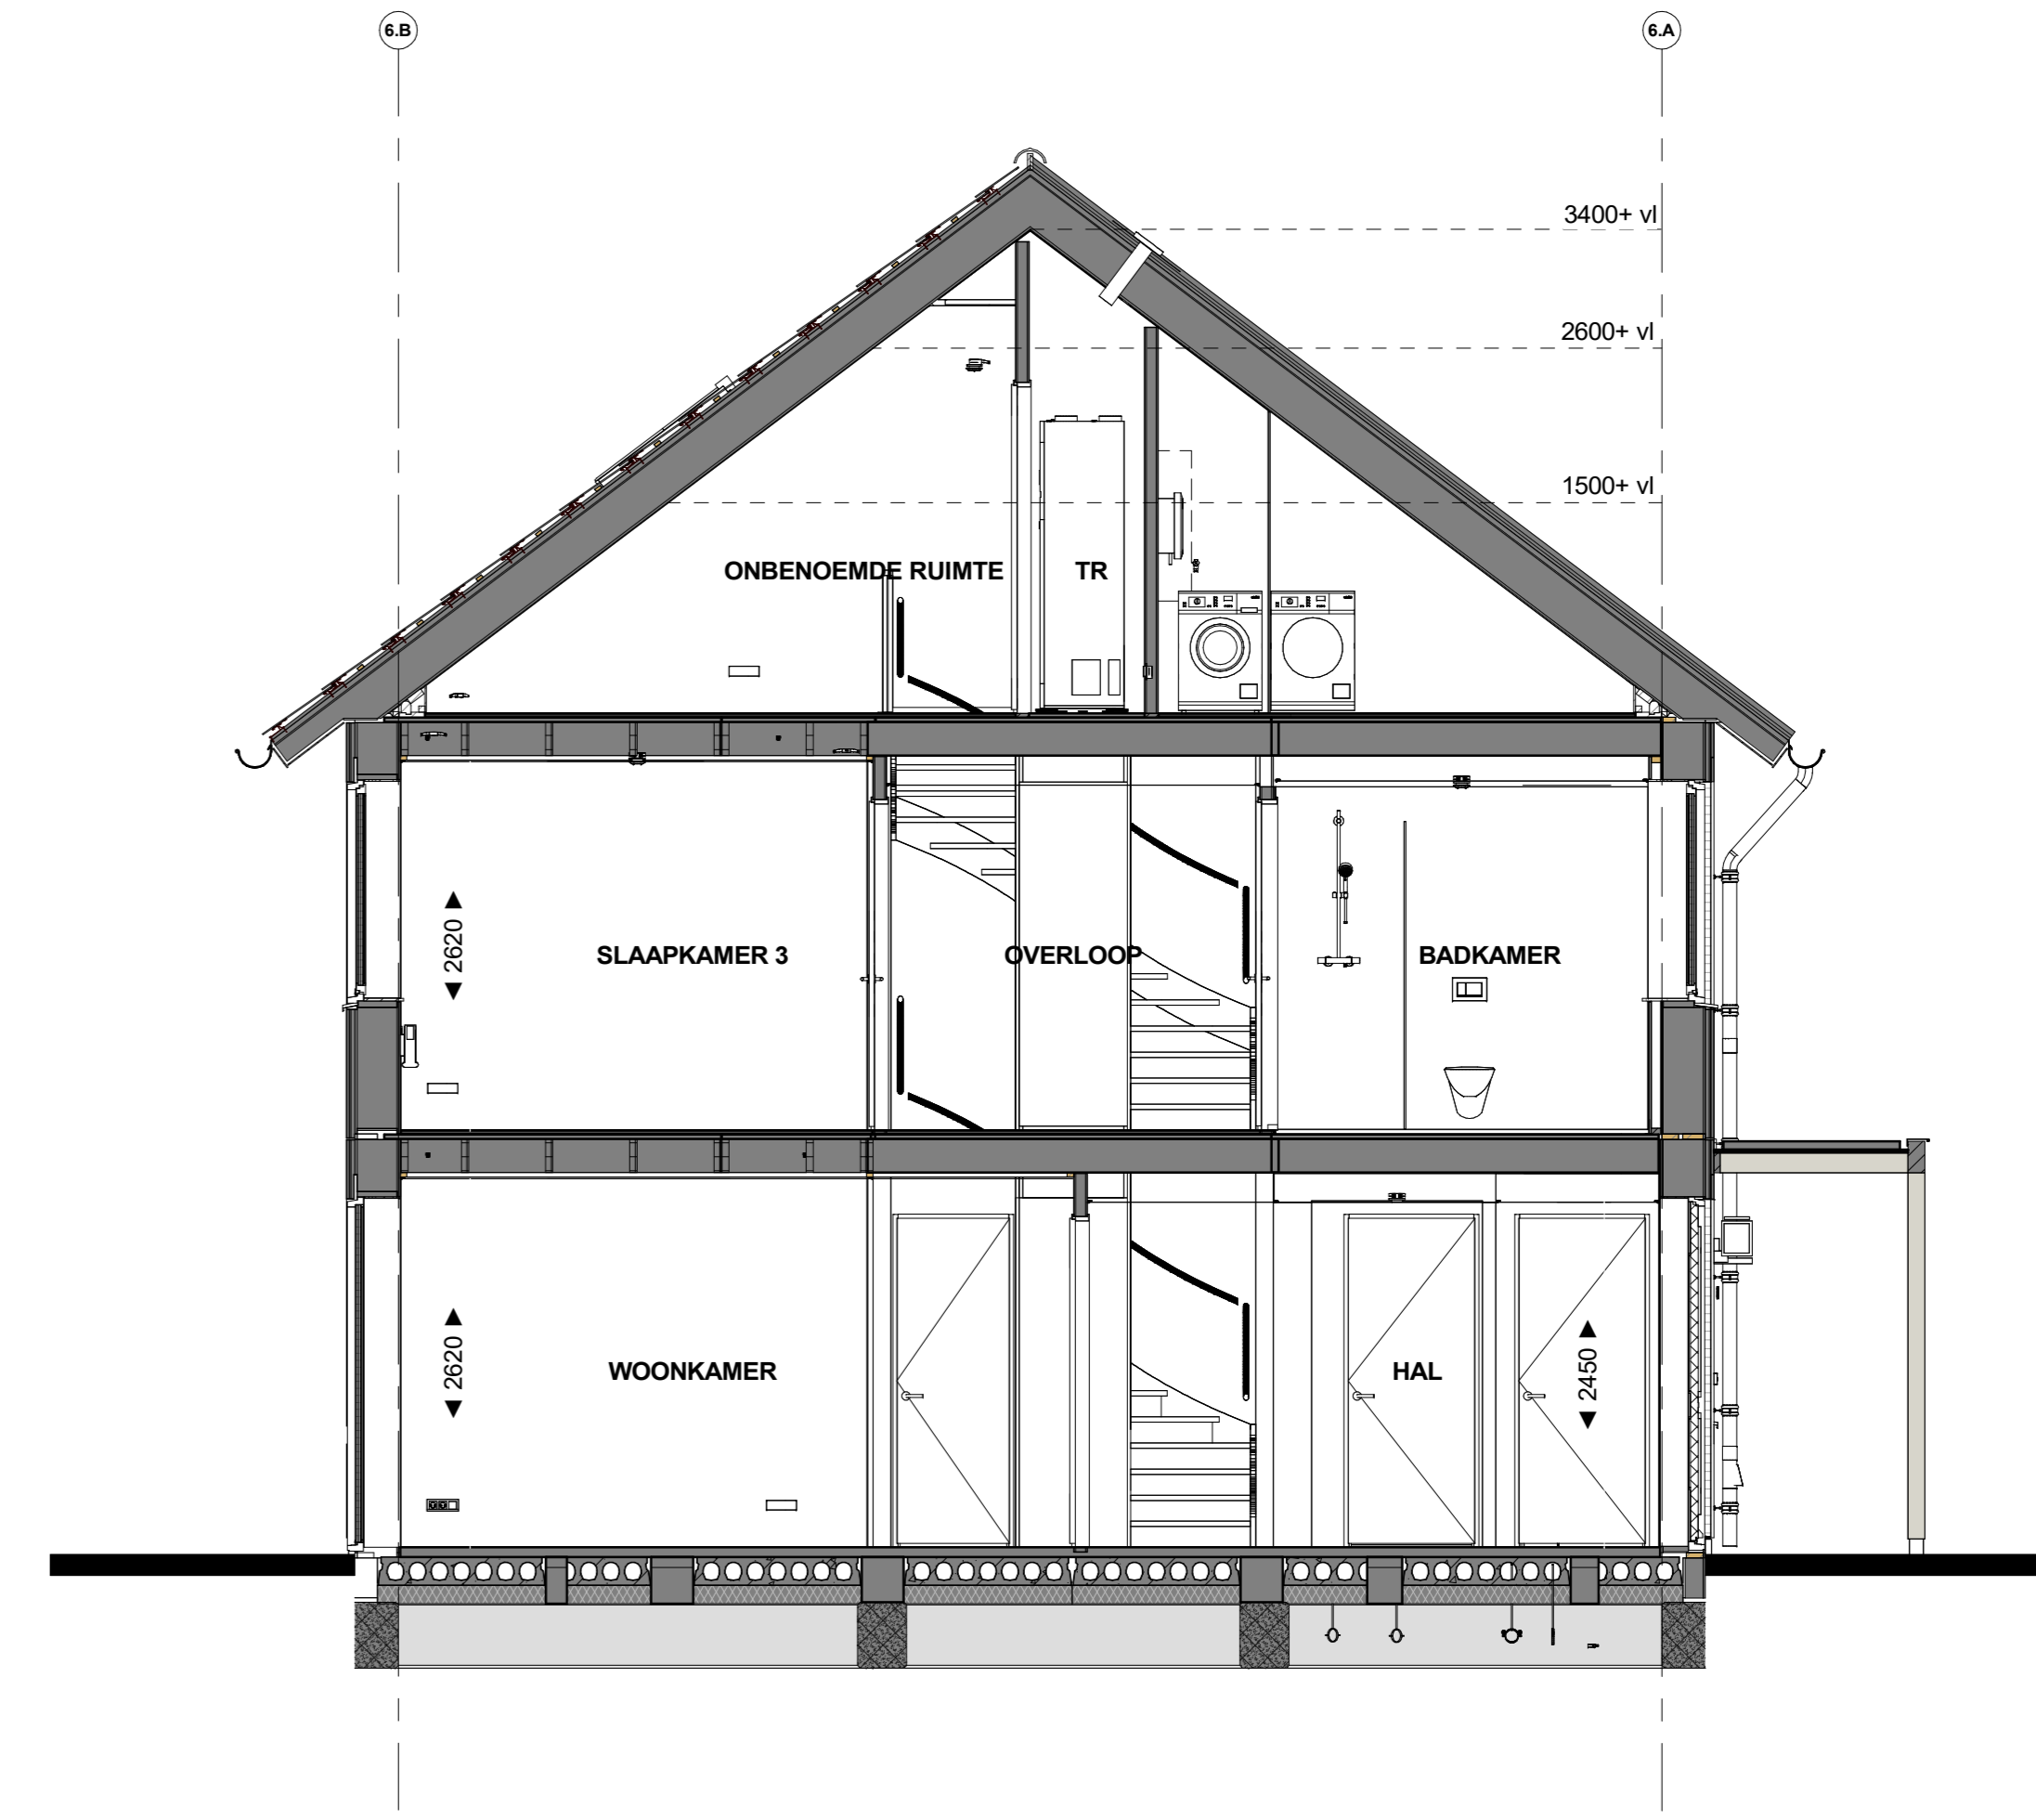 6.B
6.A
3400+ vl
2600+ vl
1500+ vl
ONBENOEMDE RUIMTE
TR
2620
SLAAPKAMER 3
OVERLOOP
BADKAMER
2620
WOONKAMER
HAL
2450